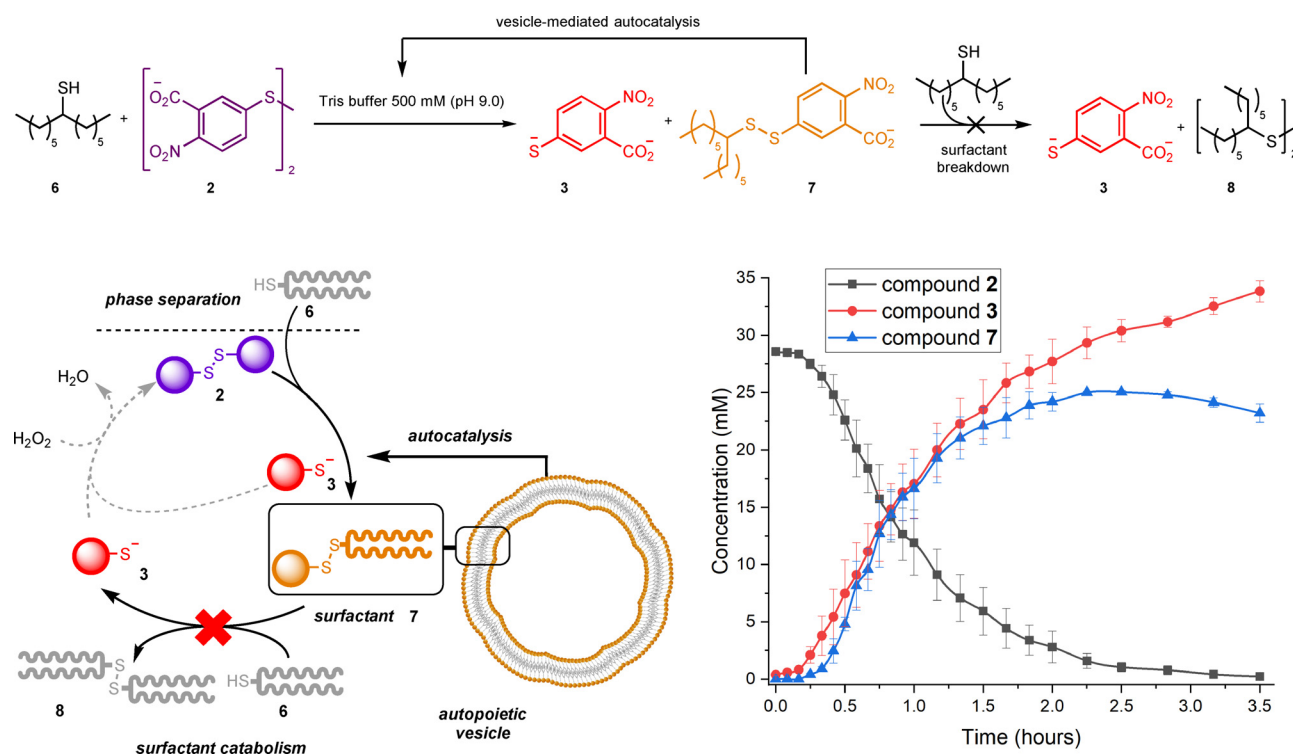 vesicle-mediated autocatalysis
SH
5
5
6
+
-
O2C
NO2
S
2
2
Tris buffer 500 mM (pH 9.0)
NO2
-S
CO2-
3
+
5
5
S
S
NO2
CO2-
7
SH
5
5
surfactant
breakdown
NO2
-S
CO2-
3
+
5
5
S
2
8
phase separation
HS
6
S
S
2
H2O
H2O2
S-
3
autocatalysis
S-
3
S
S
surfactant 7
S
S
8
HS
6
surfactant catabolism
autopoietic
vesicle
compound 2
compound 3
compound 7
Concentration (mM)
35
30
25
20
15
10
5
0
0.0 0.5 1.0 1.5 2.0 2.5 3.0 3.5
Time (hours)